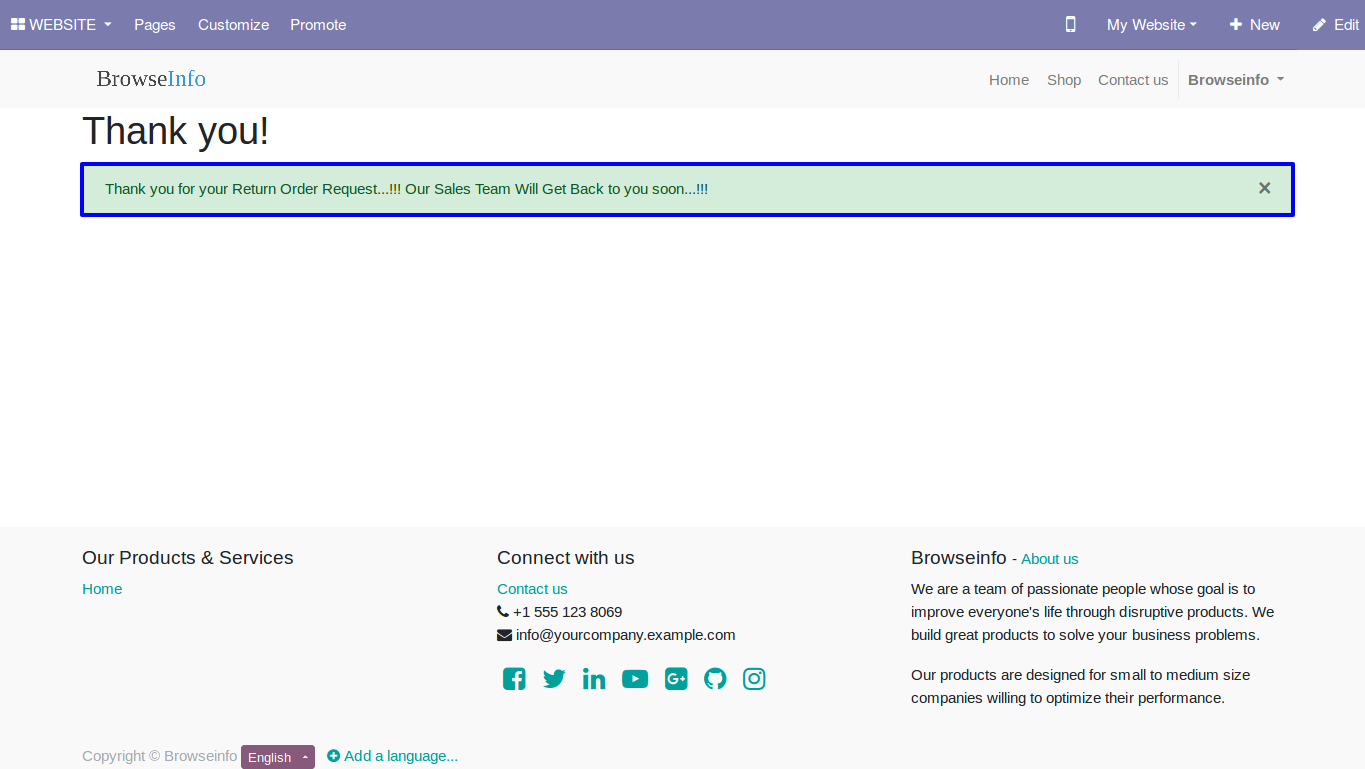 WEBSITE Pages Customize Promote My Website New Edit
BrowseInfo Home Shop Contact us Browseinfo
Thank you!
Thank you for your Return Order Request...!!! Our Sales Team Will Get Back to you soon...!!! ×
Our Products & Services
Home
Connect with us
Contact us
+1 555 123 8069
info@yourcompany.example.com
Browseinfo - About us
We are a team of passionate people whose goal is to
improve everyone's life through disruptive products. We
build great products to solve your business problems.
Our products are designed for small to medium size
companies willing to optimize their performance.
Copyright © Browseinfo English Add a language...